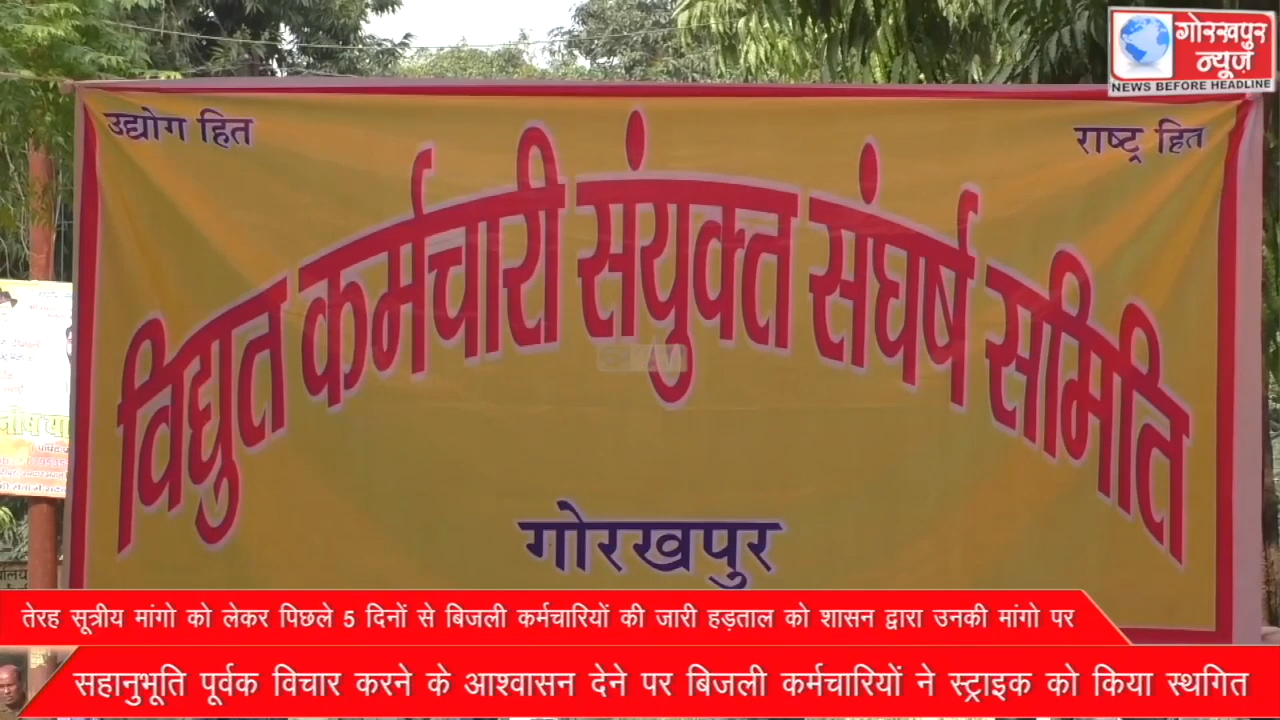 गोरखपुर
न्यूज़
NEWS BEFORE HEADLINE
उद्योग हित
राष्ट्र हित
विद्युत कर्मचारी संयुक्त संघर्ष समिति
गोरखपुर
तेरह सूत्रीय मांगो को लेकर पिछले 5 दिनों से बिजली कर्मचारियों की जारी हड़ताल को शासन द्वारा उनकी मांगो पर
सहानुभूति पूर्वक विचार करने के आश्वासन देने पर बिजली कर्मचारियों ने स्ट्राइक को किया स्थगित